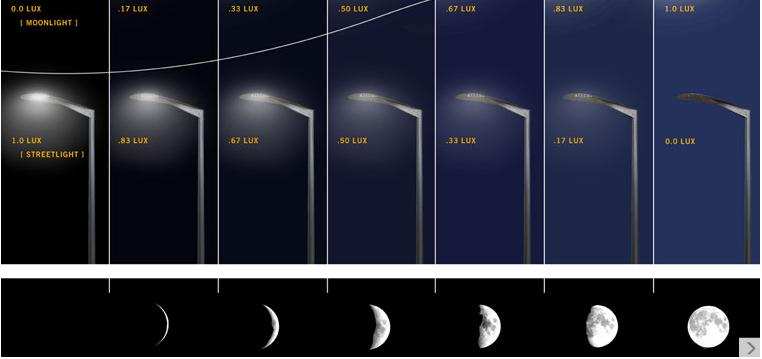 0.0 LUX
[ MOONLIGHT ]
.17 LUX
.33 LUX
.50 LUX
.67 LUX
.83 LUX
1.0 LUX
1.0 LUX
[ STREETLIGHT ]
.83 LUX
.67 LUX
.50 LUX
.33 LUX
.17 LUX
0.0 LUX